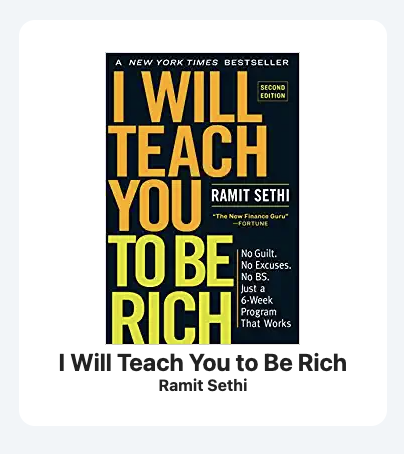 A NEW YORK TIMES BESTSELLER
I WILL
SECOND
EDITION
TEACH
YOU
RAMIT SETHI
"The New Finance Guru"
—FORTUNE
TO BE
RICH
No Guilt.
No Excuses.
No BS.
Just a
6-Week
Program
That Works
I Will Teach You to Be Rich
Ramit Sethi